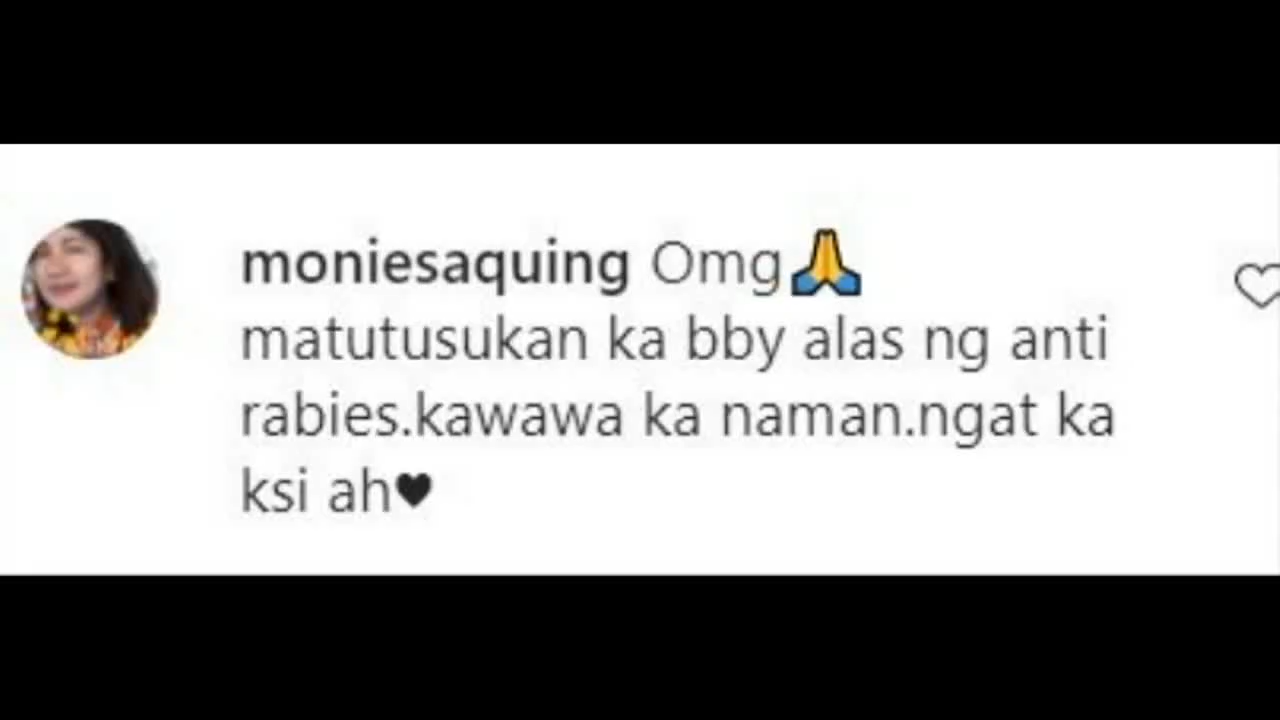 moniesaquing Omg🙏
matutusukan ka bby alas ng anti
rabies.kawawa ka naman.ngat ka
ksi ah♥